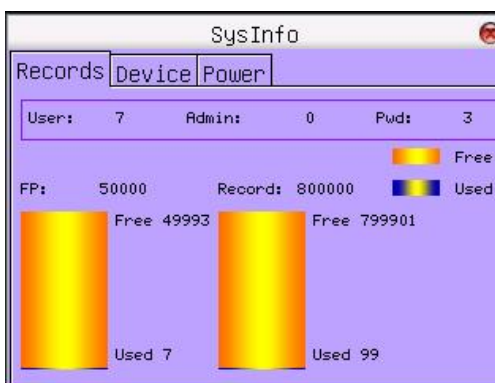 SysInfo
Records Device Power
User: 7 Admin: 0 Pwd: 3
Free
FP: 50000 Record: 800000 Used
Free 49993 Free 799901
Used 7 Used 99